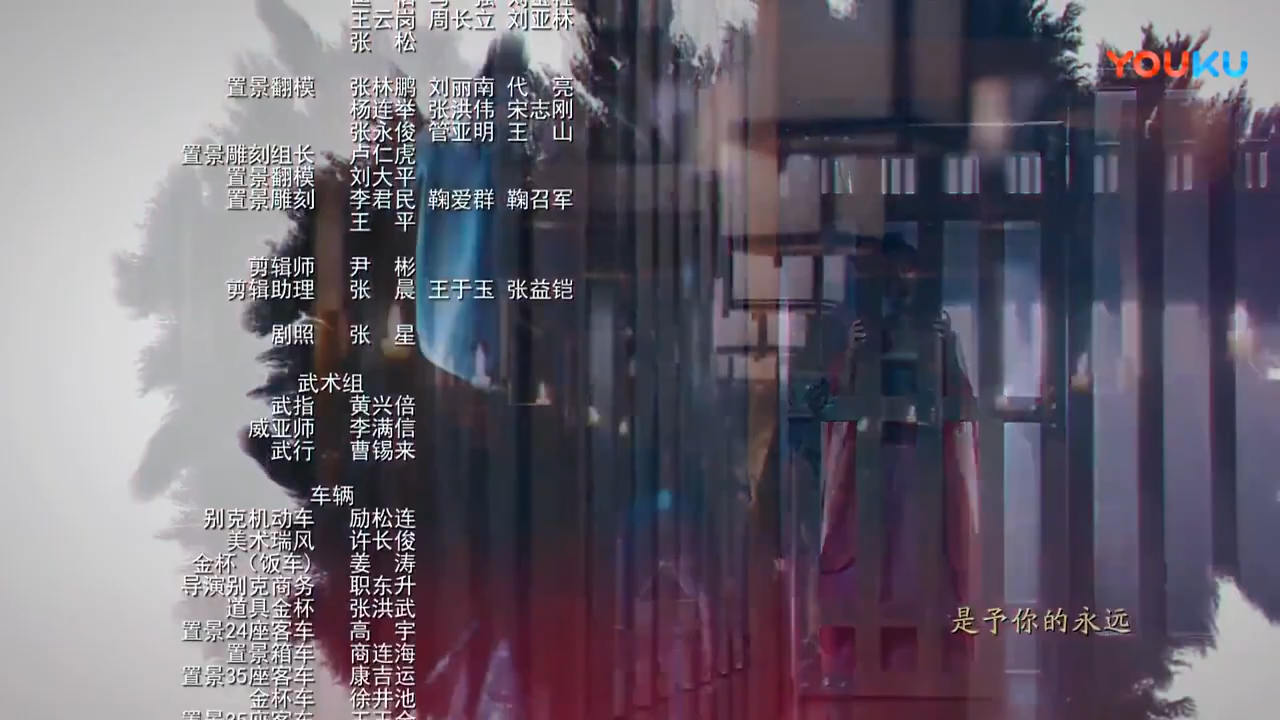 王云岗 周长立 刘亚林
张 松
置景翻模 张林鹏 刘丽南 代 亮
杨连举 张洪伟 宋志刚
张永俊 管亚明 王 山
置景雕刻组长 卢仁虎
置景翻模 刘大平
置景雕刻 李君民 鞠爱群 鞠召军
王 平
剪辑师 尹 彬
剪辑助理 张 晨 王于玉 张益铠
剧照 张 星
武术组
武指 黄兴倍
威亚师 李满信
武行 曹锡来
车辆
别克机动车 励松连
美术瑞风 许长俊
金杯（饭车） 姜 涛
导演别克商务 职东升
道具金杯 张洪武
置景24座客车 高 宇
置景箱车 商连海
置景35座客车 康吉运
金杯车 徐井池
YOUKU
是予你的永远